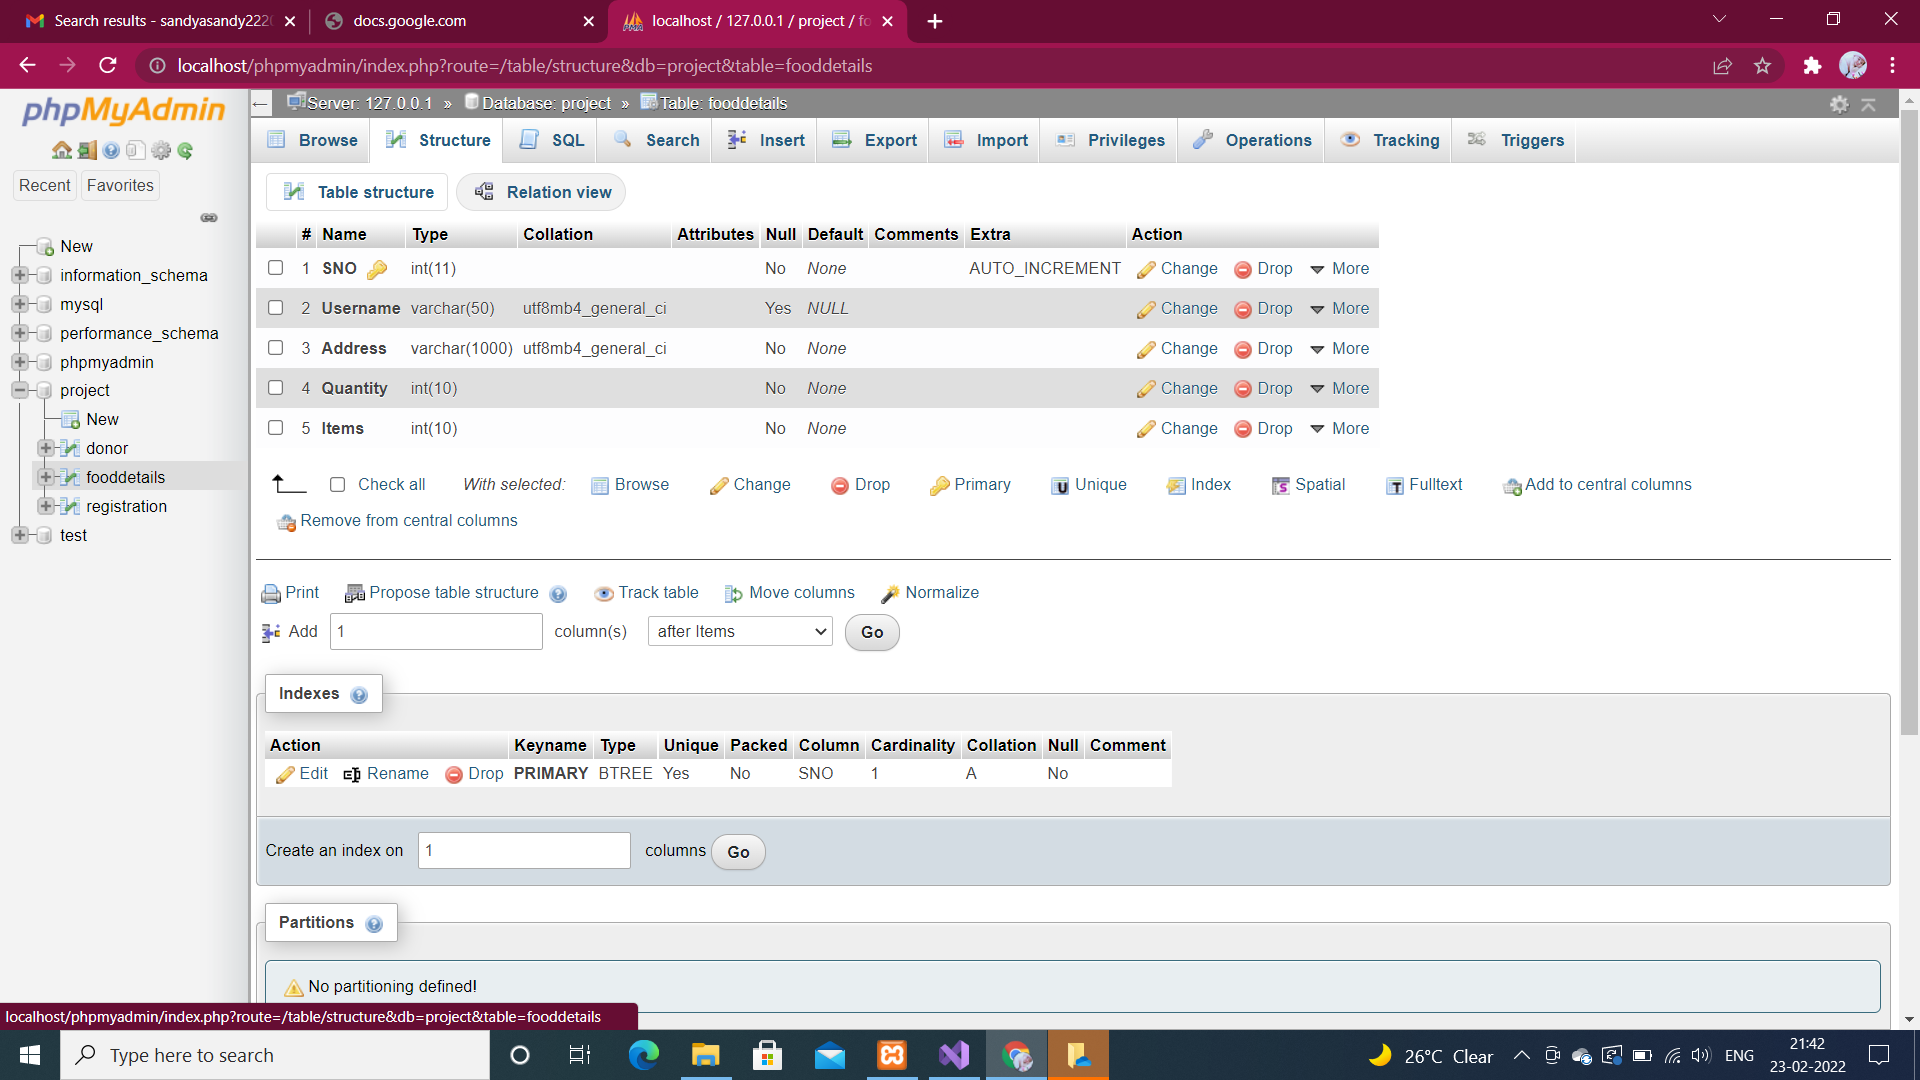 Search results - sandyasandy222
docs.google.com
localhost / 127.0.0.1 / project / fo
localhost/phpmyadmin/index.php?route=/table/structure&db=project&table=fooddetails
phpMyAdmin
Recent Favorites
New
information_schema
mysql
performance_schema
phpmyadmin
project
New
donor
fooddetails
registration
test
Server: 127.0.0.1 » Database: project » Table: fooddetails
Browse Structure SQL Search Insert Export Import Privileges Operations Tracking Triggers
Table structure Relation view
# Name Type Collation Attributes Null Default Comments Extra Action
1 SNO int(11) No None AUTO_INCREMENT Change Drop More
2 Username varchar(50) utf8mb4_general_ci Yes NULL Change Drop More
3 Address varchar(1000) utf8mb4_general_ci No None Change Drop More
4 Quantity int(10) No None Change Drop More
5 Items int(10) No None Change Drop More
Check all With selected: Browse Change Drop Primary Unique Index Spatial Fulltext Add to central columns
Remove from central columns
Print Propose table structure Track table Move columns Normalize
Add 1 column(s) after Items Go
Indexes
Action Keyname Type Unique Packed Column Cardinality Collation Null Comment
Edit Rename Drop PRIMARY BTREE Yes No SNO 1 A No
Create an index on 1 columns Go
Partitions
No partitioning defined!
localhost/phpmyadmin/index.php?route=/table/structure&db=project&table=fooddetails
Type here to search
26°C Clear
ENG
21:42
23-02-2022